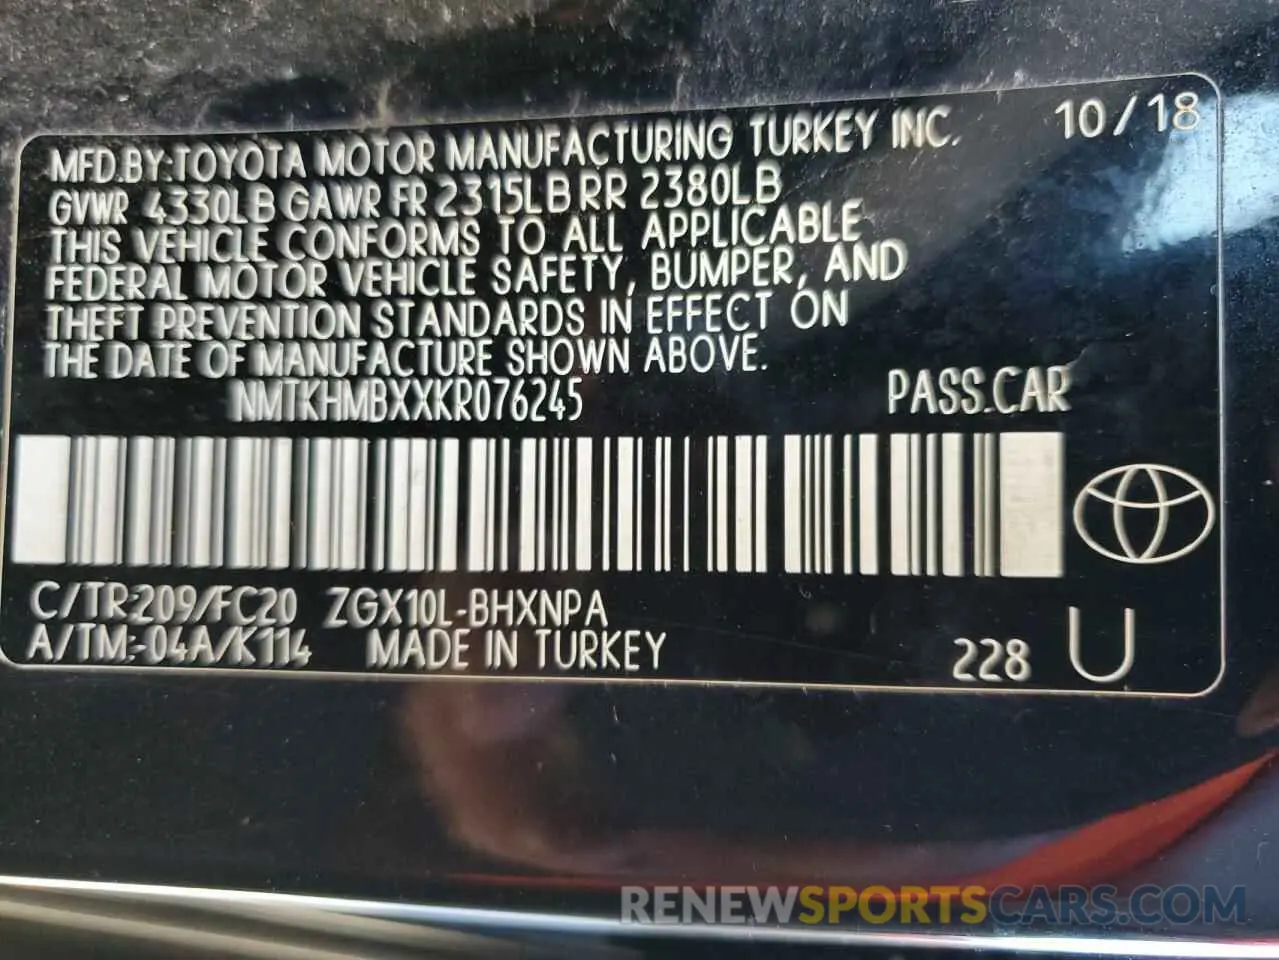 10/18
MFD.BY:TOYOTA MOTOR MANUFACTURING TURKEY INC.
GVWR 4330LB GAWR FR 2315LB RR 2380LB
THIS VEHICLE CONFORMS TO ALL APPLICABLE
FEDERAL MOTOR VEHICLE SAFETY, BUMPER, AND
THEFT PREVENTION STANDARDS IN EFFECT ON
THE DATE OF MANUFACTURE SHOWN ABOVE.
NMTKHMBXXKR076245 PASS.CAR
C/TR:209/FC20 ZGX10L-BHXNPA
A/TM:-04A/K114 MADE IN TURKEY 228 U
RENEWSPORTSCARS.COM